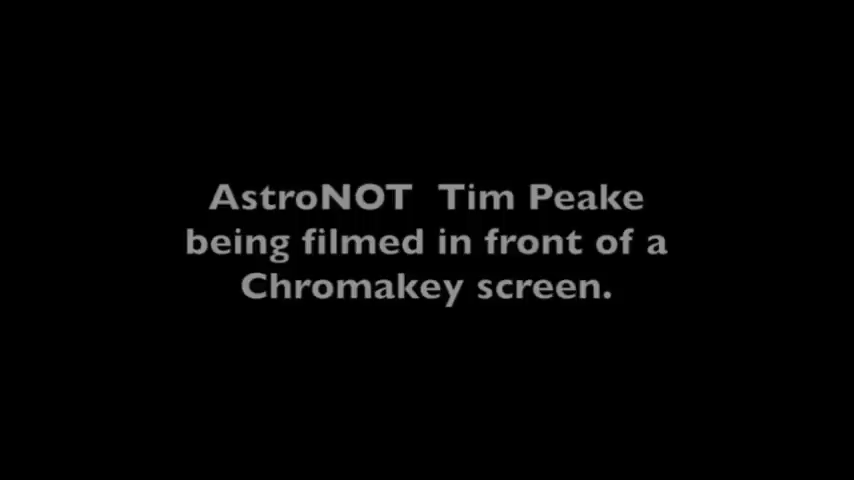 AstroNOT Tim Peake
being filmed in front of a
Chromakey screen.